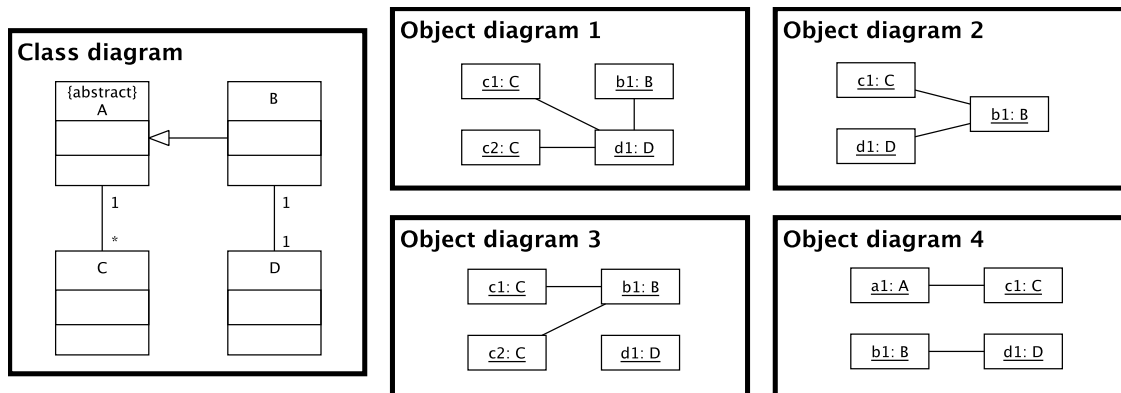 Class diagram
{abstract}
A
B
1
*
1
1
C
D
Object diagram 1
c1: C
b1: B
c2: C
d1: D
Object diagram 2
c1: C
b1: B
d1: D
Object diagram 3
c1: C
b1: B
c2: C
d1: D
Object diagram 4
a1: A
c1: C
b1: B
d1: D